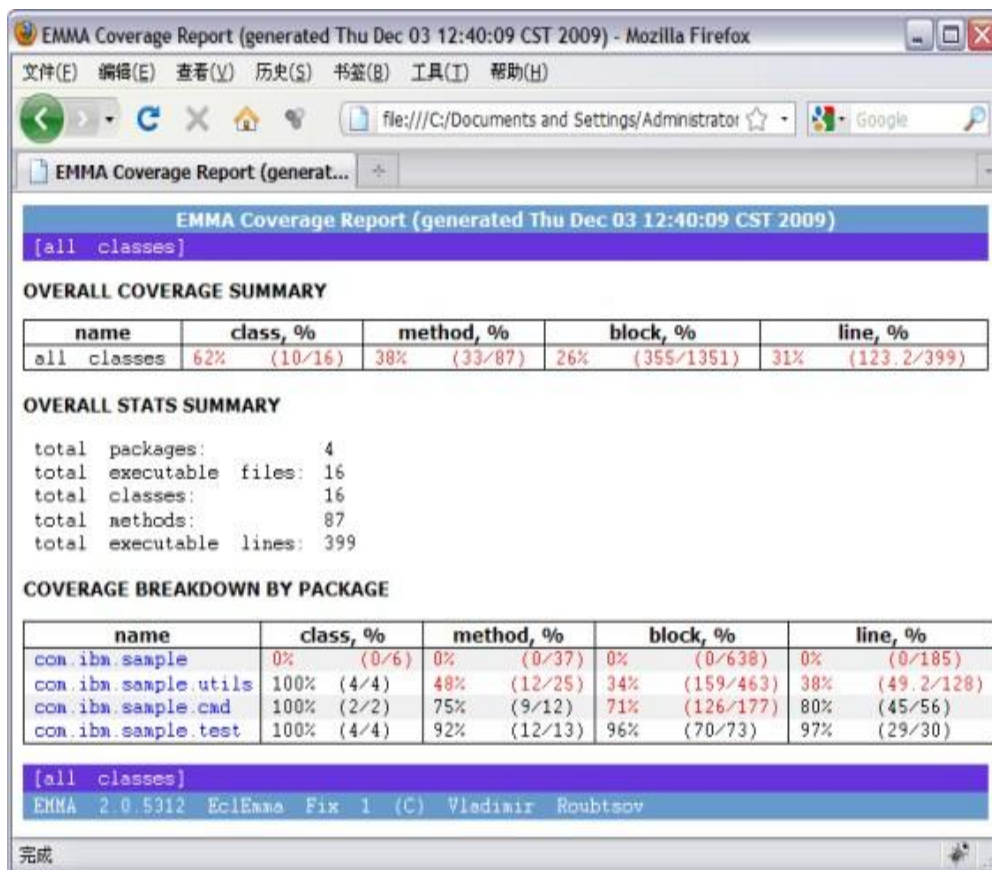 EMMA Coverage Report (generated Thu Dec 03 12:40:09 CST 2009) - Mozilla Firefox
文件(F) 编辑(E) 查看(V) 历史(S) 书签(B) 工具(T) 帮助(H)
file:///C:/Documents and Settings/Administrator Google
EMMA Coverage Report (generat...
EMMA Coverage Report (generated Thu Dec 03 12:40:09 CST 2009)
[all classes]
OVERALL COVERAGE SUMMARY
name class, % method, % block, % line, %
all classes 62% (10/16) 38% (33/87) 26% (355/1351) 31% (123.2/399)
OVERALL STATS SUMMARY
total packages: 4
total executable files: 16
total classes: 16
total methods: 87
total executable lines: 399
COVERAGE BREAKDOWN BY PACKAGE
name class, % method, % block, % line, %
com.ibm.sample 0% (0/6) 0% (0/37) 0% (0/638) 0% (0/185)
com.ibm.sample.utils 100% (4/4) 48% (12/25) 34% (159/463) 38% (49.2/128)
com.ibm.sample.cmd 100% (2/2) 75% (9/12) 71% (126/177) 80% (45/56)
com.ibm.sample.test 100% (4/4) 92% (12/13) 96% (70/73) 97% (29/30)
[all classes]
EMMA 2.0.5312 EclEmma Fix 1 (C) Vladimir Roubtsov
完成